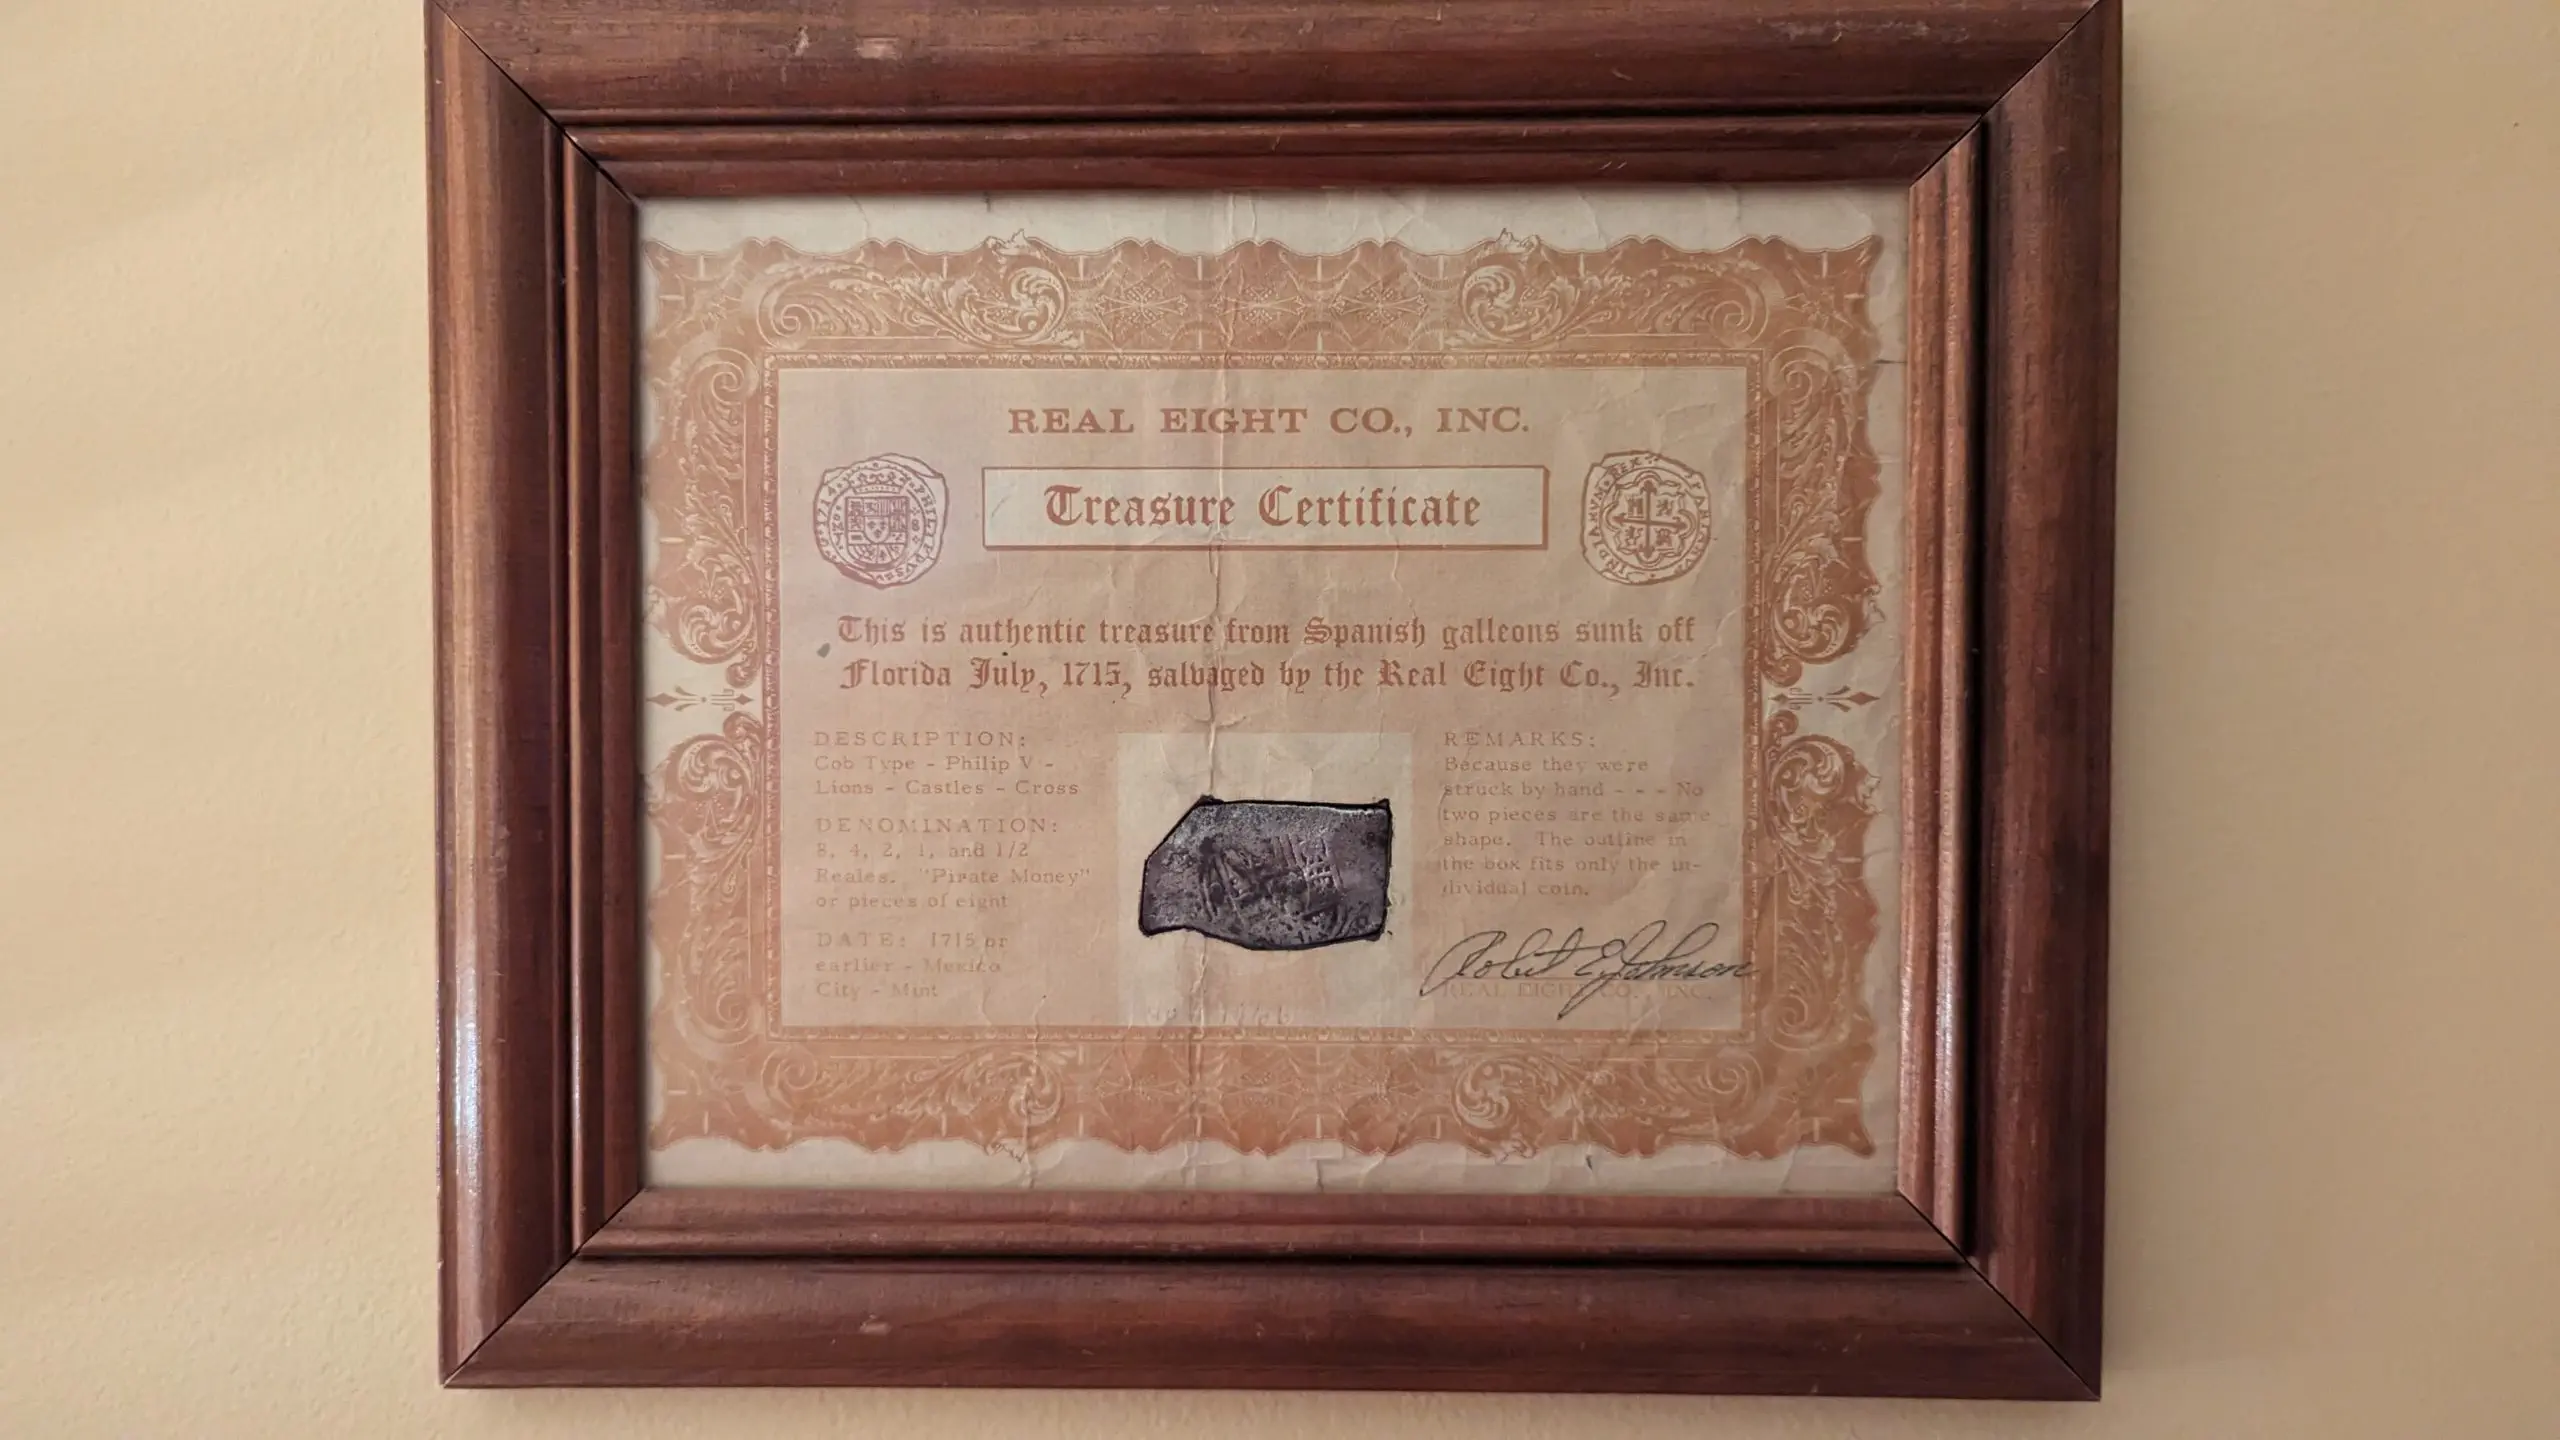 REAL EIGHT CO., INC.
Treasure Certificate
This is authentic treasure from Spanish galleons sunk off
Florida July, 1715, salvaged by the Real Eight Co., Inc.
DESCRIPTION:
Cob Type - Philip V -
Lions - Castles - Cross
DENOMINATION:
8, 4, 2, 1, and 1/2
Reales. "Pirate Money"
or pieces of eight
DATE: 1715 or
earlier - Mexico
City - Mint
REMARKS:
Because they were
struck by hand - - - No
two pieces are the same
shape. The outline in
the box fits only the in-
dividual coin.
Robert E. Johnson
REAL EIGHT CO., INC.